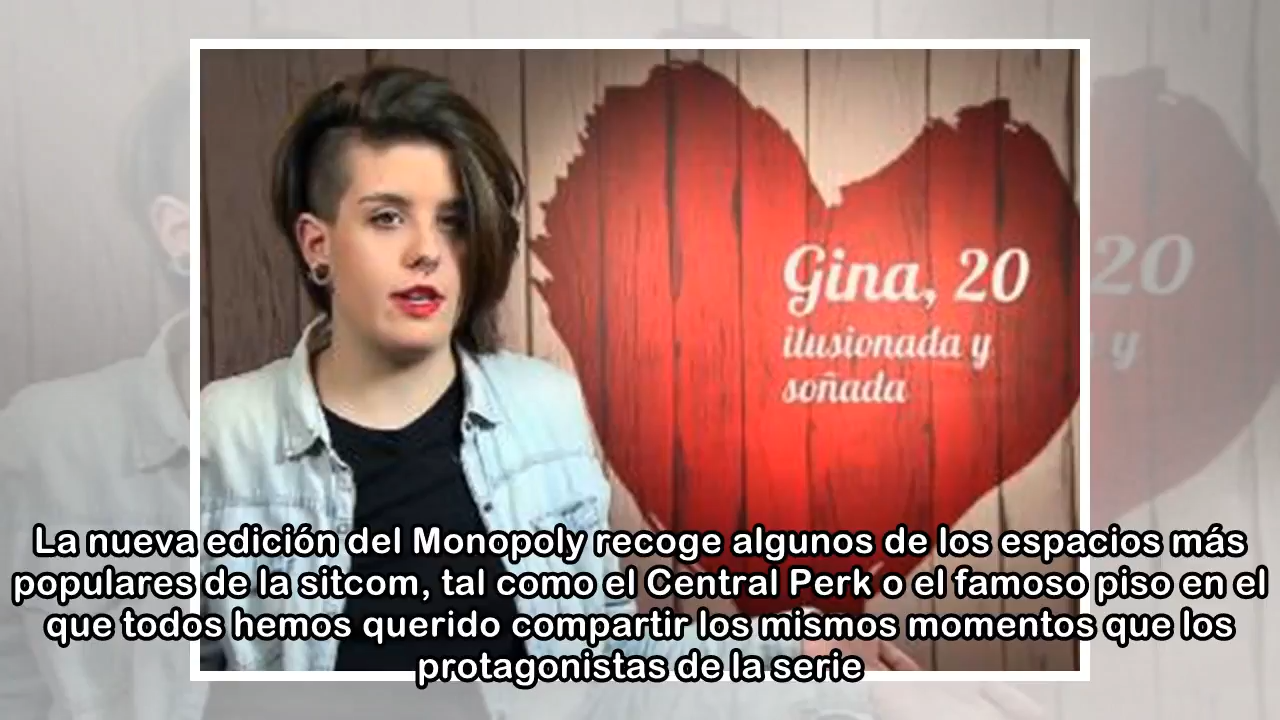 Gina, 20
ilusionada y
soñada
20
y
La nueva edición del Monopoly recoge algunos de los espacios más
populares de la sitcom, tal como el Central Perk o el famoso piso en el
que todos hemos querido compartir los mismos momentos que los
protagonistas de la serie